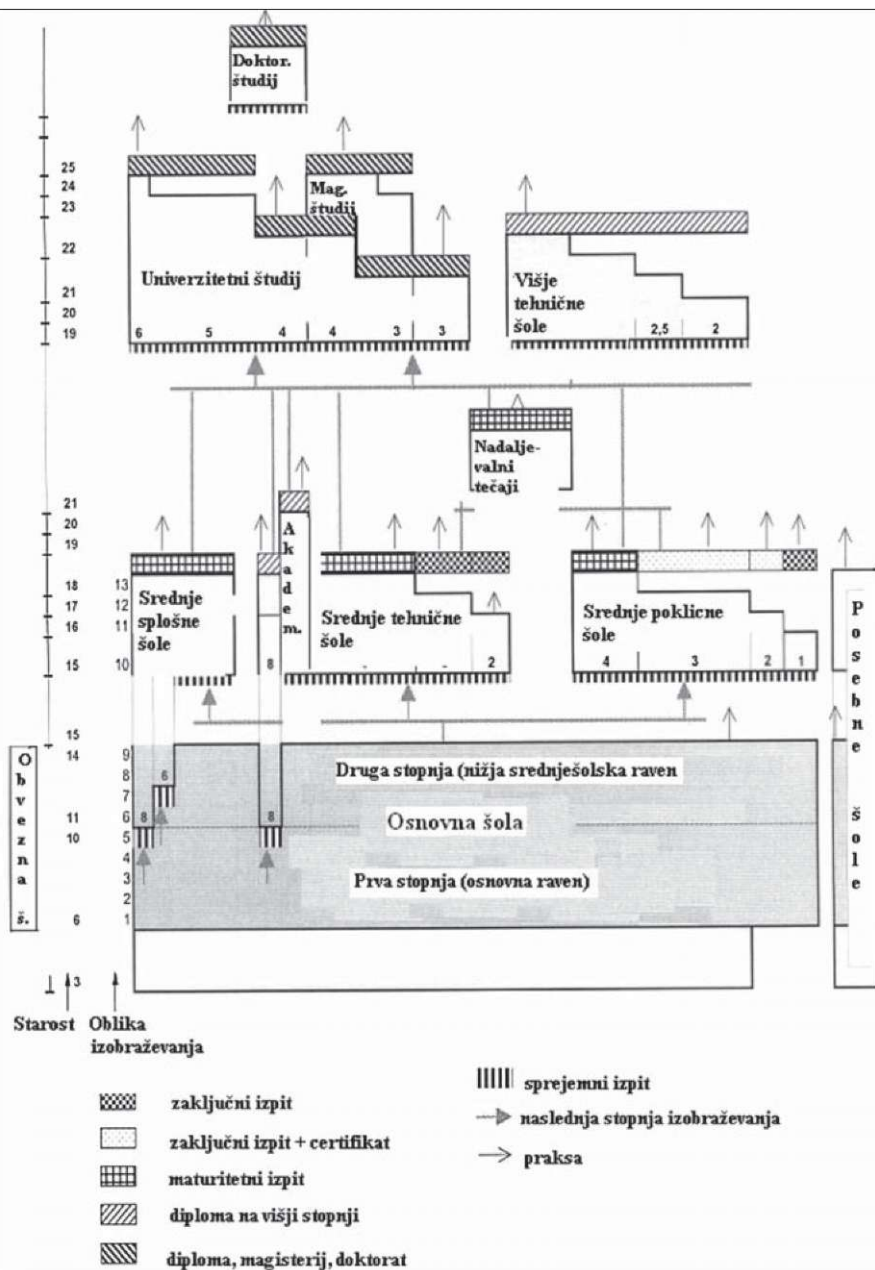 Doktor.
študij
25
24
23
22
21
20
19
Mag.
študij
Univerzitetni študij
6 5 4 4 3 3
Višje
tehnične
šole
2,5 2
Nadalje-
valni
tečaji
21
20
19
18
17
16
15
13
12
11
10
Srednje
splošne
šole
8
A
k
a
d
e
m.
Srednje tehnične
šole
2
Srednje poklicne
šole
4 3 2 1
P
o
s
e
b
n
e
š
o
l
e
15
14
11
10
6
3
O
b
v
e
z
n
a
š.
9
8
7
6
5
4
3
2
1
6
8
8
Druga stopnja (nižja srednješolska raven
Osnovna šola
Prva stopnja (osnovna raven)
Starost Oblika
izobraževanja
zaključni izpit
zaključni izpit + certifikat
maturitetni izpit
diploma na višji stopnji
diploma, magisterij, doktorat
sprejemni izpit
naslednja stopnja izobraževanja
praksa